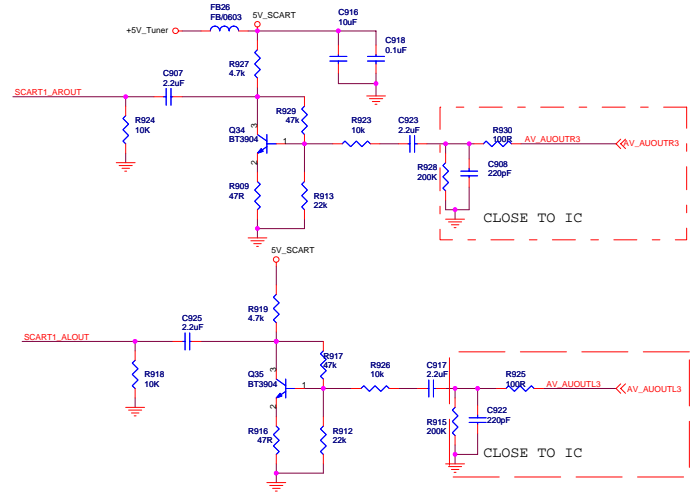 FB26
FB/0603
5V_SCART
+5V_Tuner
C916
10uF
C918
0.1uF
R927
4.7k
C907
2.2uF
SCART1_AROUT
R924
10K
R929
47k
Q34
BT3904
3
1
2
R923
10k
C923
2.2uF
R930
100R
AV_AUOUTR3
AV_AUOUTR3
R928
200K
C908
220pF
R909
47R
R913
22k
CLOSE TO IC
5V_SCART
R919
4.7k
C925
2.2uF
SCART1_ALOUT
R918
10K
R917
47k
Q35
BT3904
3
1
2
R926
10k
C917
2.2uF
R925
100R
AV_AUOUTL3
AV_AUOUTL3
R915
200K
C922
220pF
R916
47R
R912
22k
CLOSE TO IC